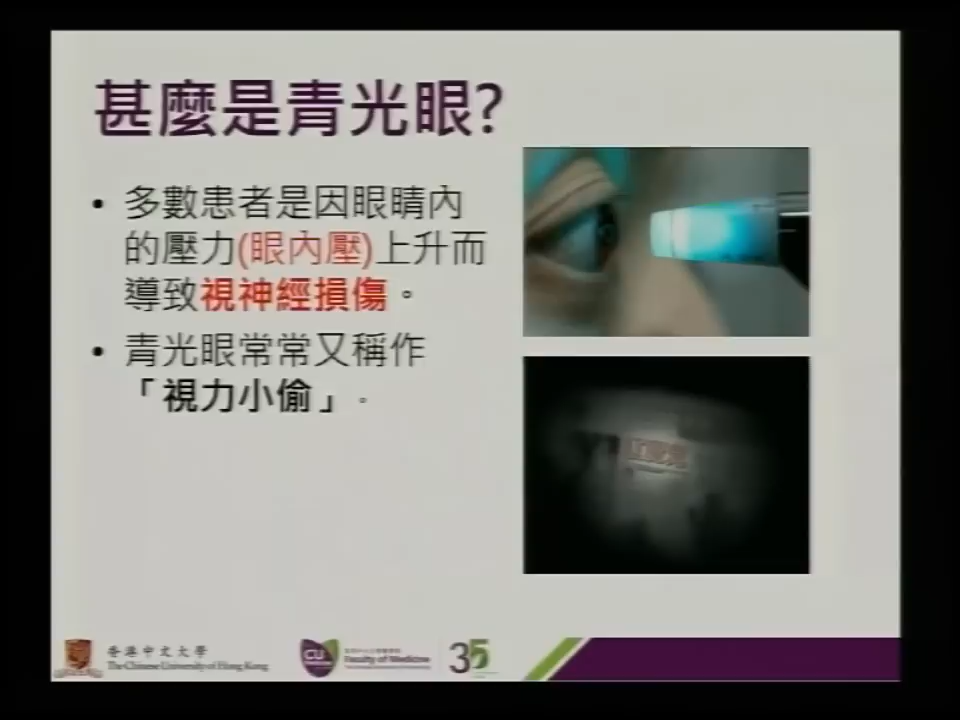 甚麼是青光眼?
• 多數患者是因眼睛內
的壓力(眼內壓)上升而
導致視神經損傷。
• 青光眼常常又稱作
「視力小偷」。
香港中文大學
The Chinese University of Hong Kong
CU
Faculty of Medicine
35